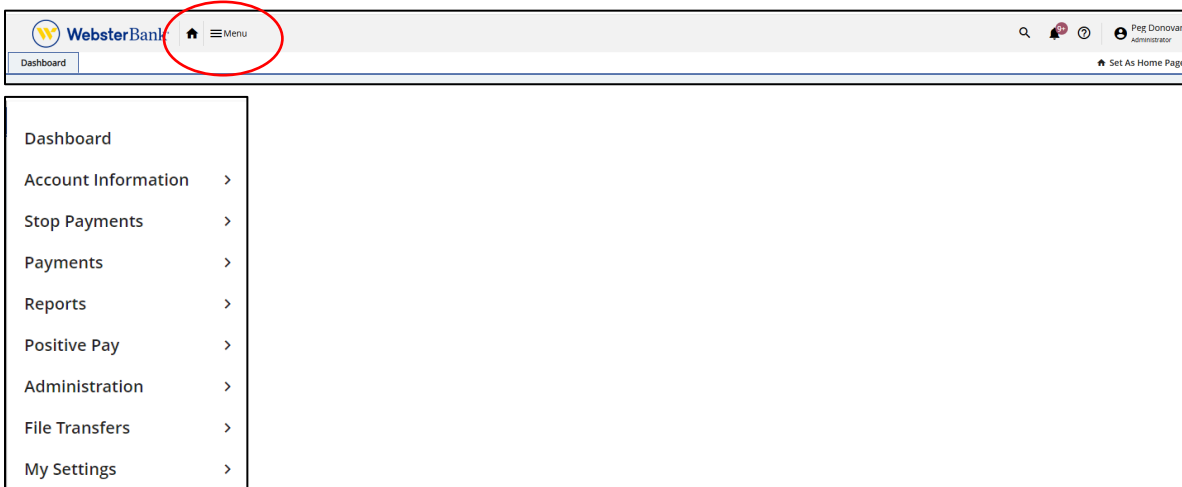 WebsterBank Menu 9+ Peg Donovan
Administrator
Dashboard Set As Home Page
Dashboard
Account Information
Stop Payments
Payments
Reports
Positive Pay
Administration
File Transfers
My Settings